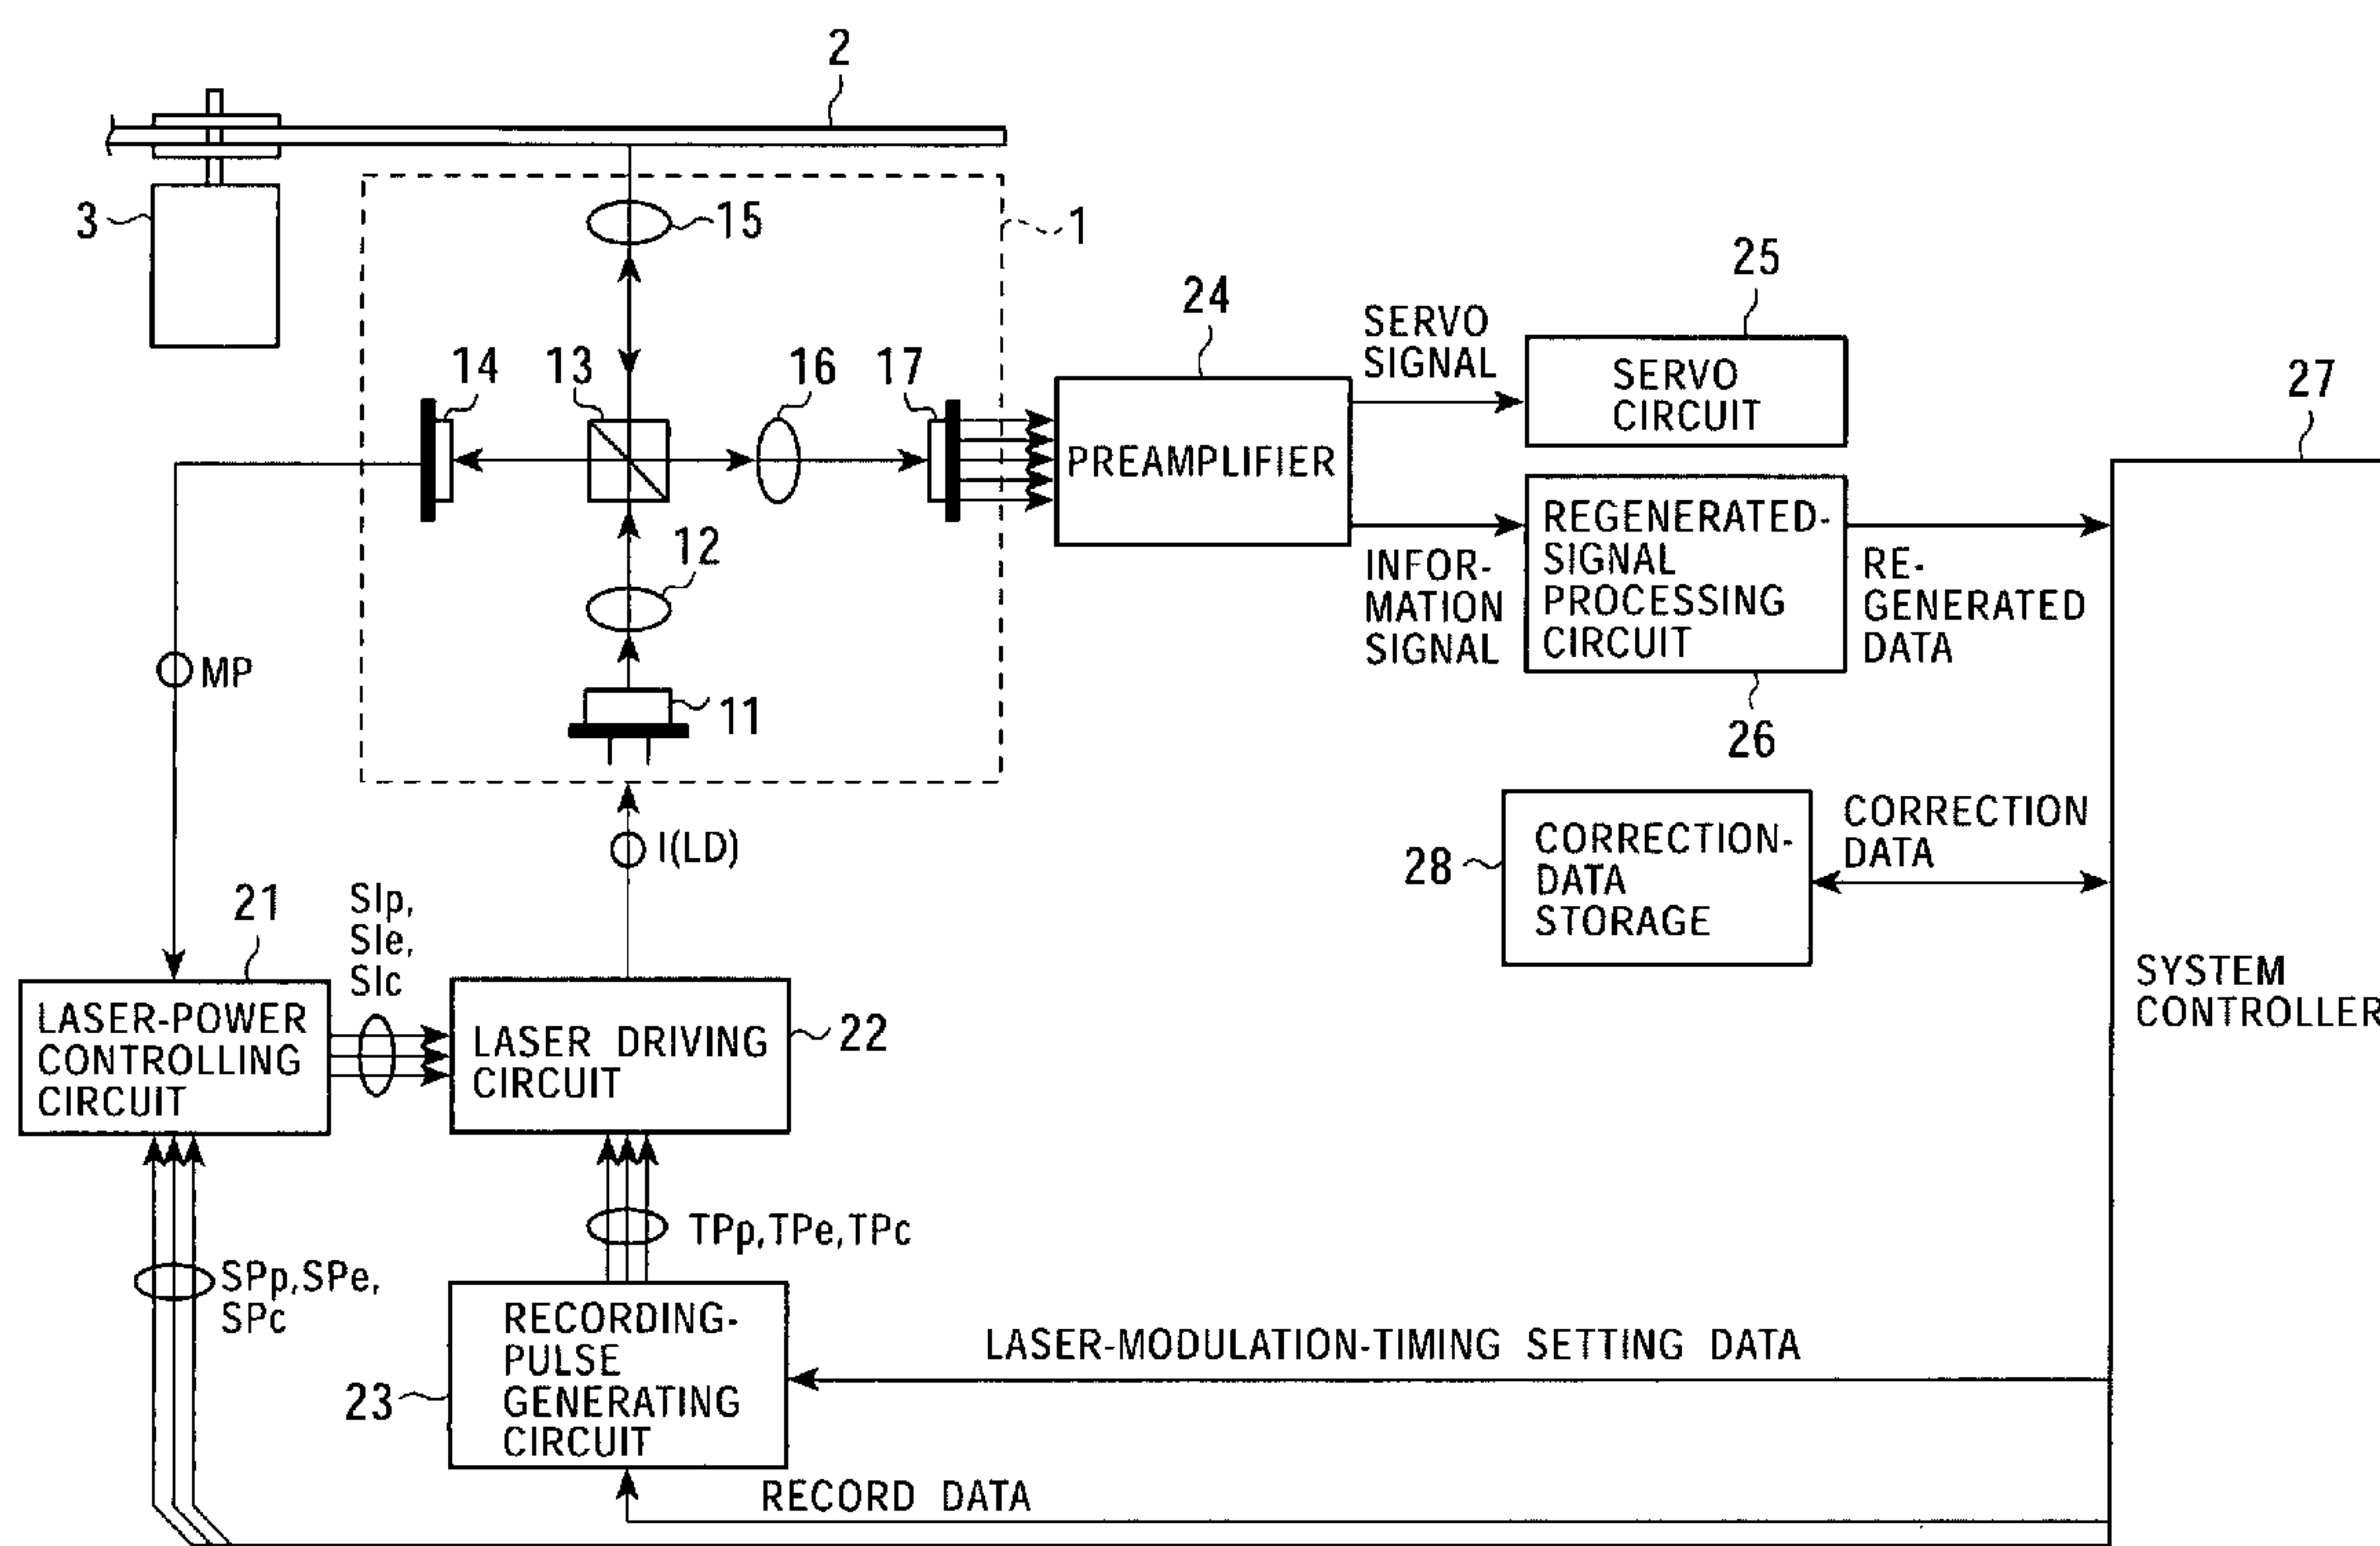 2
3
15
1
14
13
16
17
24
SERVO
SIGNAL
25
SERVO
CIRCUIT
27
PREAMPLIFIER
12
INFOR-
MATION
SIGNAL
REGENERATED-
SIGNAL
PROCESSING
CIRCUIT
RE-
GENERATED
DATA
26
MP
11
I(LD)
28
CORRECTION-
DATA
STORAGE
CORRECTION
DATA
SYSTEM
CONTROLLER
21
SIp,
SIe,
SIc
LASER-POWER
CONTROLLING
CIRCUIT
LASER DRIVING
CIRCUIT
22
TPp,TPe,TPc
SPp,SPe,
SPc
23
RECORDING-
PULSE
GENERATING
CIRCUIT
LASER-MODULATION-TIMING SETTING DATA
RECORD DATA